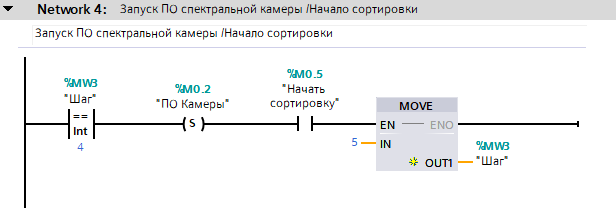 Network 4: Запуск ПО спектральной камеры /Начало сортировки
Запуск ПО спектральной камеры /Начало сортировки
%MW3
"Шаг"
==
Int
4
%M0.2
"ПО Камеры"
S
%M0.5
"Начать
сортировку"
MOVE
EN ENO
5 IN
OUT1
%MW3
"Шаг"